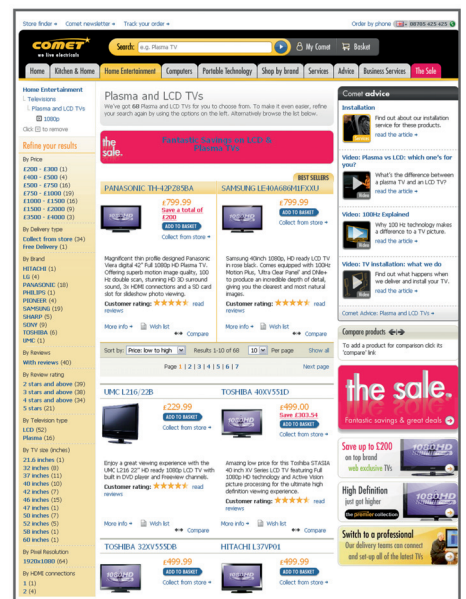 Store finder
Comet newsletter
Track your order
Order by phone 08705 425 425
COMET
we live electricals
Search: e.g. Plasma TV
My Comet
Basket
Home
Kitchen & Home
Home Entertainment
Computers
Portable Technology
Shop by brand
Services
Advice
Business Services
The Sale
Home Entertainment
Televisions
Plasma and LCD TVs
1080p
Click to remove
Refine your results
By Price
£200 - £300 (1)
£400 - £500 (4)
£500 - £750 (16)
£750 - £1000 (19)
£1000 - £1500 (16)
£1500 - £2000 (9)
£3500 - £4000 (3)
By Delivery type
Collect from store (34)
Free Delivery (1)
By Brand
HITACHI (1)
LG (4)
PANASONIC (18)
PHILIPS (1)
PIONEER (4)
SAMSUNG (19)
SHARP (5)
SONY (9)
TOSHIBA (6)
UMC (1)
By Reviews
With reviews (40)
By Review rating
2 stars and above (39)
3 stars and above (38)
4 stars and above (34)
5 stars (21)
By Television type
LCD (52)
Plasma (16)
By TV size (inches)
21.6 inches (1)
32 inches (8)
37 inches (11)
40 inches (10)
42 inches (7)
46 inches (15)
47 inches (1)
50 inches (7)
52 inches (5)
58 inches (1)
60 inches (1)
By Pixel Resolution
1920x1080 (64)
By HDMI connections
1 (1)
2 (4)
Plasma and LCD TVs
We've got 68 Plasma and LCD TVs for you to choose from. To make it even easier, refine
your search again by using the options on the left. Alternatively browse the list below.
the
sale.
Fantastic Savings on LCD &
Plasma TVs
BEST SELLERS
PANASONIC TH-42PZ85BA
£799.99
Save a total of
£200
ADD TO BASKET
Collect from store
Magnificent thin profile designed Panasonic
Viera digital 42" Full 1080p HD Plasma TV.
Offering superb motion image quality, 100
Hz double scan, stunning HD 3D surround
sound, 3x HDMI connections and a SD card
slot for slideshow photo viewing.
Customer rating: read
reviews
More info
Wish list
Compare
SAMSUNG LE40A686M1FXXU
£799.99
ADD TO BASKET
Collect from store
Samsung 40inch 1080p, HD ready LCD TV
in rose black. Comes equipped with 100Hz
Motion Plus, 'Ultra Clear Panel' and DNIe+
to produce an incredible depth of detail,
giving you the clearest and most natural
images.
Customer rating: read
reviews
More info
Wish list
Compare
Sort by: Price: low to high
Results 1-10 of 68
10 Per page
Show all
Page 1 | 2 | 3 | 4 | 5 | 6 | 7
Next page
UMC L216/22B
£229.99
ADD TO BASKET
Enjoy a great viewing experience with the
UMC L216 22" HD ready 1080p LCD TV with
built in DVD player and Freeview channels.
Customer rating: read
reviews
More info
Wish list
Compare
TOSHIBA 40XV551D
£499.00
Save £303.54
ADD TO BASKET
Collect from store
Amazing low price for this Toshiba STASIA
40 inch XV Series LCD TV featuring Full
1080p HD technology and Active Vision
picture processing for the ultimate high
definition viewing experience.
Customer rating: read
reviews
More info
Wish list
Compare
TOSHIBA 32XV555DB
£499.99
ADD TO BASKET
Collect from store
HITACHI L37VP01
£499.99
ADD TO BASKET
Collect from store
Comet advice
Installation
Find out about our installation
service for these products.
read the article
Video: Plasma vs LCD: which one's for
you?
What's the difference between
a plasma TV and an LCD TV?
read the article
Video: 100Hz Explained
Why 100 Hz technology makes
a difference to a TV picture.
read the article
Video: TV installation: what we do
Find out what happens when
we deliver and install your TV.
read the article
Comet Advice: Plasma and LCD TVs
Compare products
To add a product for comparison click its
'compare' link
the sale.
Fantastic savings & great deals
Save up to £200
on top brand
web exclusive TVs
1080HD
High Definition
just got higher
the premier collection
1080HD
Switch to a professional
Our delivery teams can connect
and set-up all of the latest TVs